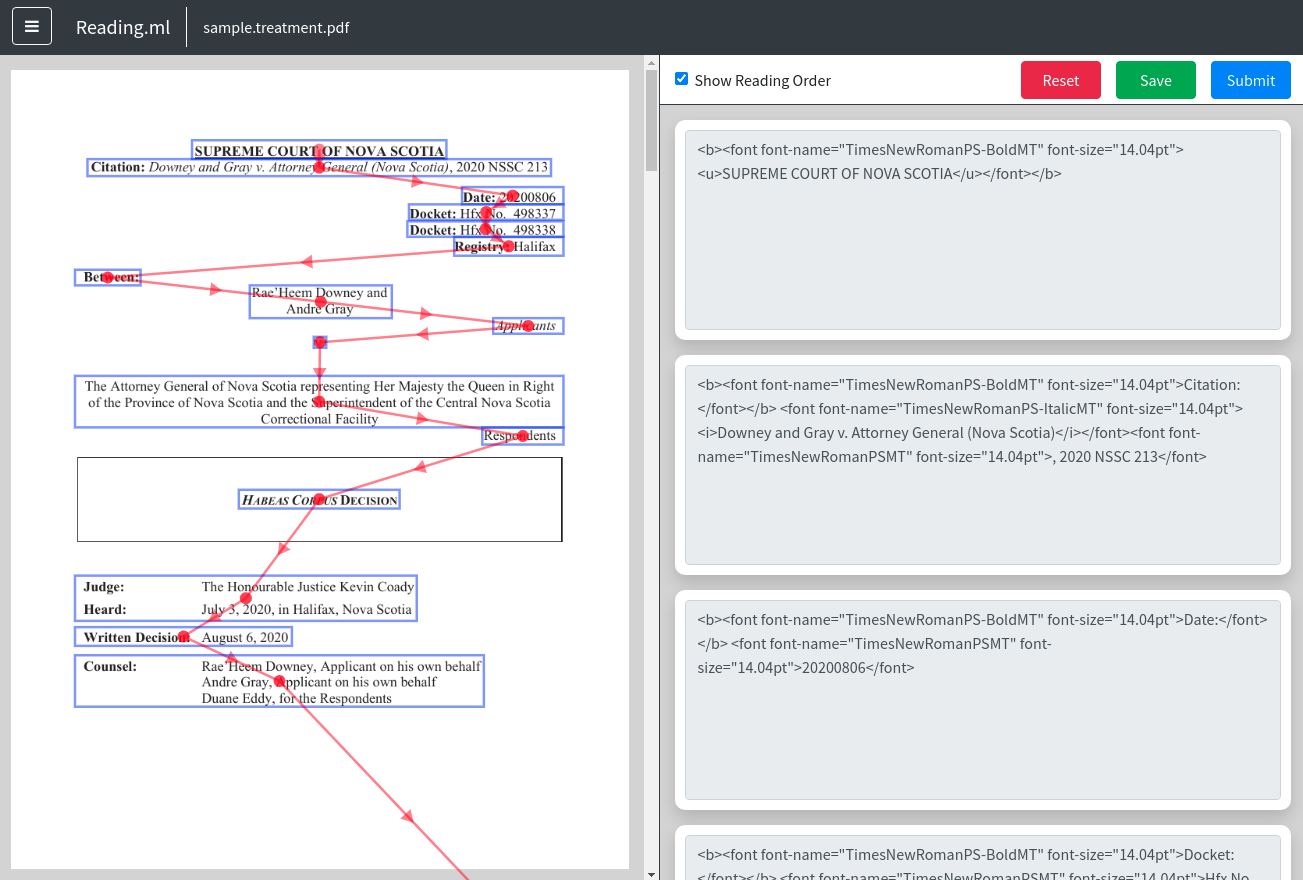 Reading.ml
sample.treatment.pdf
SUPREME COURT OF NOVA SCOTIA
Citation: Downey and Gray v. Attorney General (Nova Scotia), 2020 NSSC 213
Date: 20200806
Docket: Hfx No. 498337
Docket: Hfx No. 498338
Registry: Halifax
Between:
Rae'Heem Downey and
Andre Gray
Applicants
The Attorney General of Nova Scotia representing Her Majesty the Queen in Right
of the Province of Nova Scotia and the Superintendent of the Central Nova Scotia
Correctional Facility
Respondents
HABEAS CORPUS DECISION
Judge: The Honourable Justice Kevin Coady
Heard: July 3, 2020, in Halifax, Nova Scotia
Written Decision: August 6, 2020
Counsel: Rae'Heem Downey, Applicant on his own behalf
Andre Gray, Applicant on his own behalf
Duane Eddy, for the Respondents
Show Reading Order
Reset
Save
Submit
<b><font font-name="TimesNewRomanPS-BoldMT" font-size="14.04pt">
<u>SUPREME COURT OF NOVA SCOTIA</u></font></b>
<b><font font-name="TimesNewRomanPS-BoldMT" font-size="14.04pt">Citation:
</font></b> <font font-name="TimesNewRomanPS-ItalicMT" font-size="14.04pt">
<i>Downey and Gray v. Attorney General (Nova Scotia)</i></font><font font-
name="TimesNewRomanPSMT" font-size="14.04pt">, 2020 NSSC 213</font>
<b><font font-name="TimesNewRomanPS-BoldMT" font-size="14.04pt">Date:</font>
</b> <font font-name="TimesNewRomanPSMT" font-
size="14.04pt">20200806</font>
<b><font font-name="TimesNewRomanPS-BoldMT" font-size="14.04pt">Docket:
</font></b> <font font-name="TimesNewRomanPSMT" font-size="14.04pt">Hfx No.